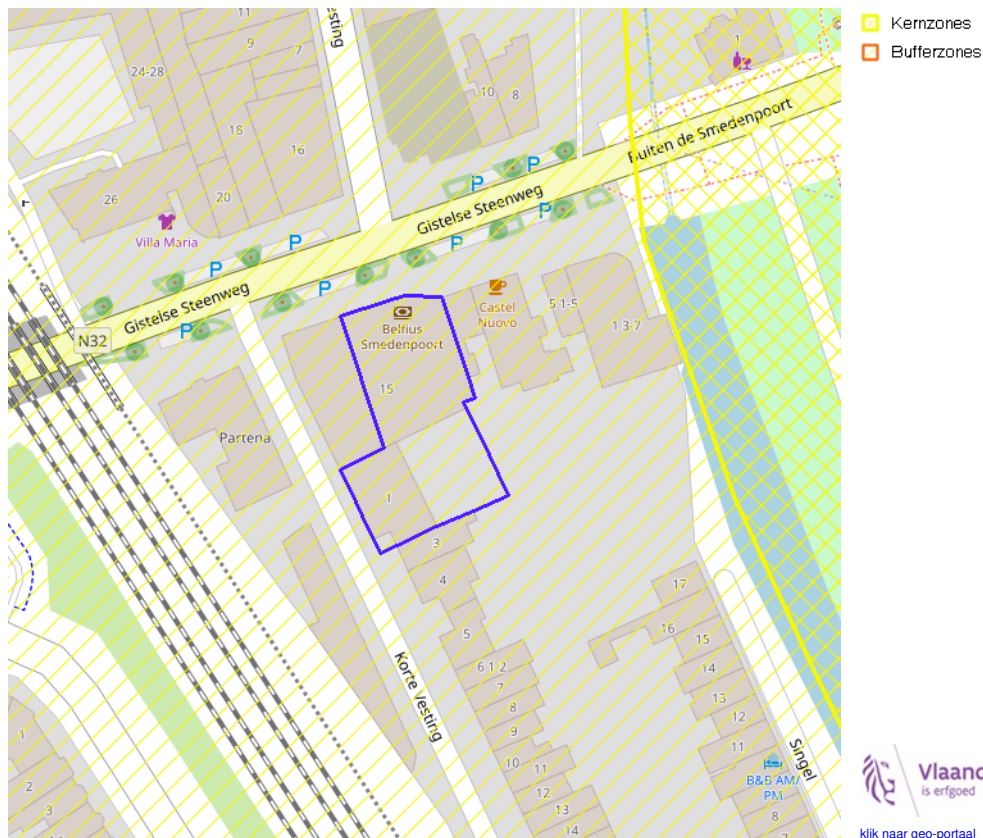 Kernzones
Bufferzones
11
9
7
24-28
18
16
20
26
Villa Maria
10
8
1
Buiten de Smedenpoort
P
P
Gistelse Steenweg
P
P
P
P
P
Gistelse Steenweg
P
N32
Belfius
Smedenpoort
Castel
Nuovo
5 1-5
1 3-7
15
Partena
1
3
4
5
6 1-2
7
8
9
10
11
12
13
14
Korte Vesting
17
16
15
14
13
12
11
B&B AM/
PM
8
Singel
1
2
3
Vlaand
is erfgoed
klik naar geo-portaal